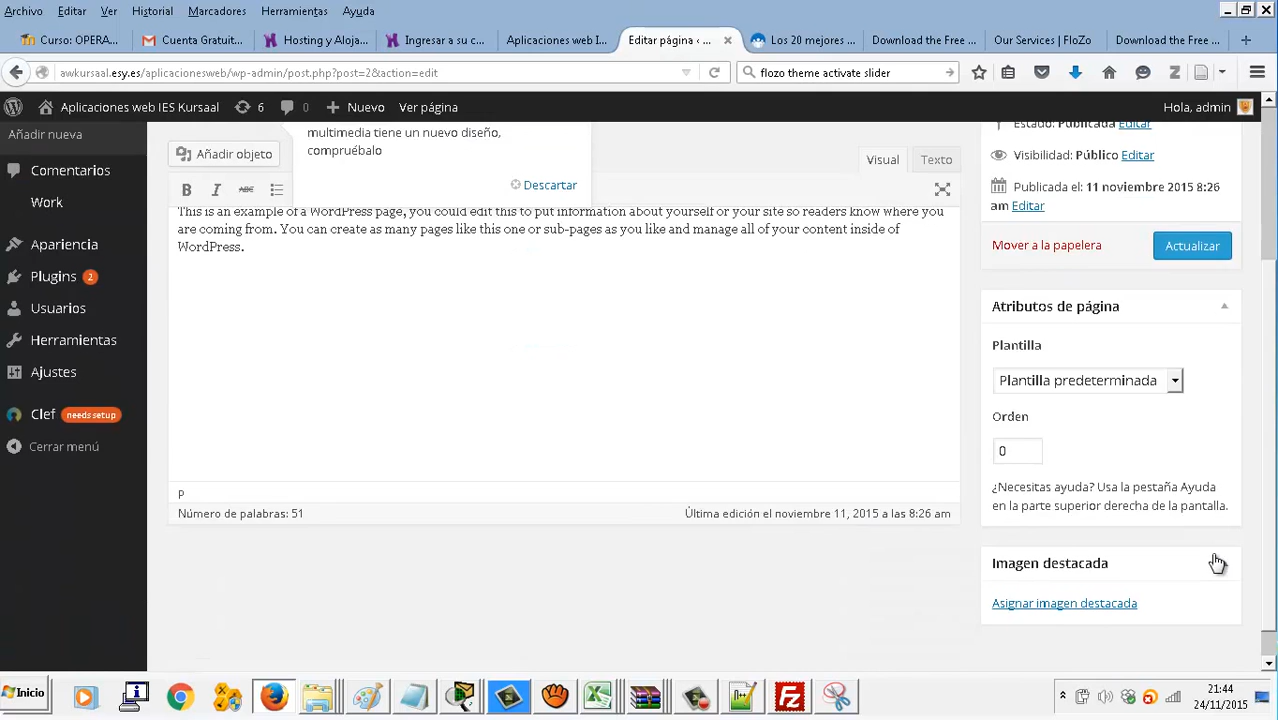 Archivo Editar Ver Historial Marcadores Herramientas Ayuda
Curso: OPERA... Cuenta Gratuit... Hosting y Aloja... Ingresar a su c... Aplicaciones web I... Editar página ‹ ... Los 20 mejores ... Download the Free ... Our Services | FloZo Download the Free ...
awkursaal.esy.es/aplicacionesweb/wp-admin/post.php?post=2&action=edit flozo theme activate slider
Aplicaciones web IES Kursaal 6 0 Nuevo Ver página Hola, admin
Añadir nueva
Comentarios
Work
Apariencia
Plugins 2
Usuarios
Herramientas
Ajustes
Clef needs setup
Cerrar menú
multimedia tiene un nuevo diseño,
compruébalo
Descartar
Añadir objeto
Visual Texto
B I ABC
This is an example of a WordPress page, you could edit this to put information about yourself or your site so readers know where you
are coming from. You can create as many pages like this one or sub-pages as you like and manage all of your content inside of
WordPress.
P
Número de palabras: 51 Última edición el noviembre 11, 2015 a las 8:26 am
Estado: Publicada Editar
Visibilidad: Público Editar
Publicada el: 11 noviembre 2015 8:26
am Editar
Mover a la papelera Actualizar
Atributos de página
Plantilla
Plantilla predeterminada
Orden
0
¿Necesitas ayuda? Usa la pestaña Ayuda
en la parte superior derecha de la pantalla.
Imagen destacada
Asignar imagen destacada
Inicio
21:44
24/11/2015